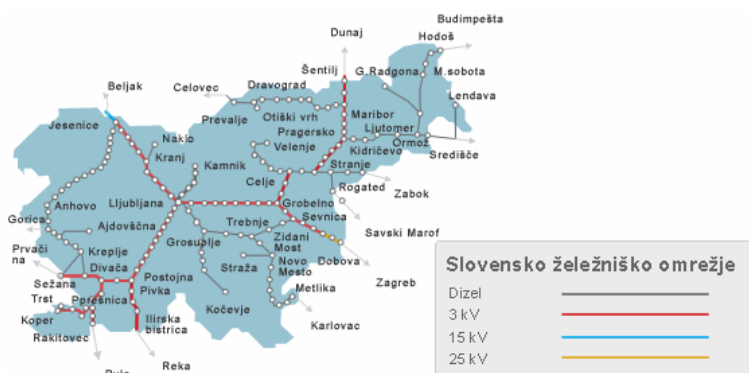 Budimpešta
Dunaj
Hodoš
Šentilj
G.Radgona
M.sobota
Beljak
Celovec
Dravograd
Lendava
Prevalje
Otiški vrh
Maribor
Jesenice
Pragersko
Ljutomer
Naklo
Velenje
Ormož
Kranj
Kidričevo
Središče
Kamnik
Stranje
Celje
Rogated
Zabok
Anhovo
Ljubljana
Grobelno
Gorica
Sevnica
Ajdovščna
Trebnje
Savski Marof
Prvači
na
Kreplje
Grosuplje
Zidani
Most
Dobova
Divača
Straža
Novo
Mesto
Zagreb
Sežana
Postojna
Trst
Pprešnica
Pivka
Metlika
Koper
Kočevje
Ilirska
bistrica
Karlovac
Rakitovec
Reka
Slovensko železniško omrežje
Dizel
3 kV
15 kV
25 kV